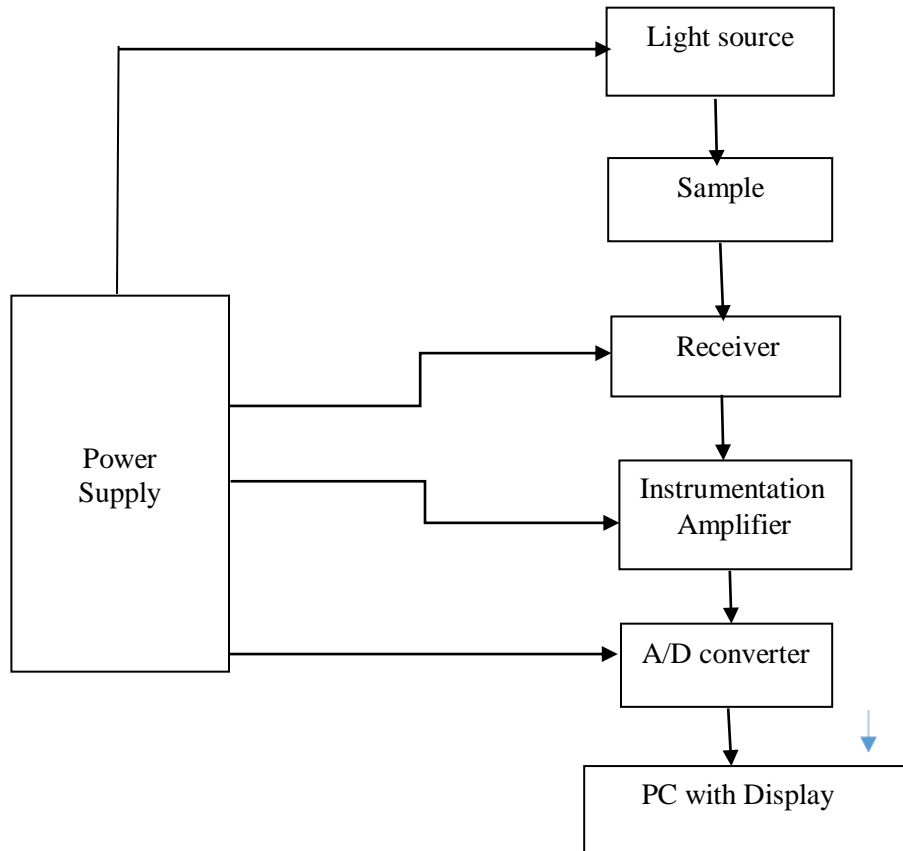 Light source
Sample
Receiver
Power
Supply
Instrumentation
Amplifier
A/D converter
PC with Display